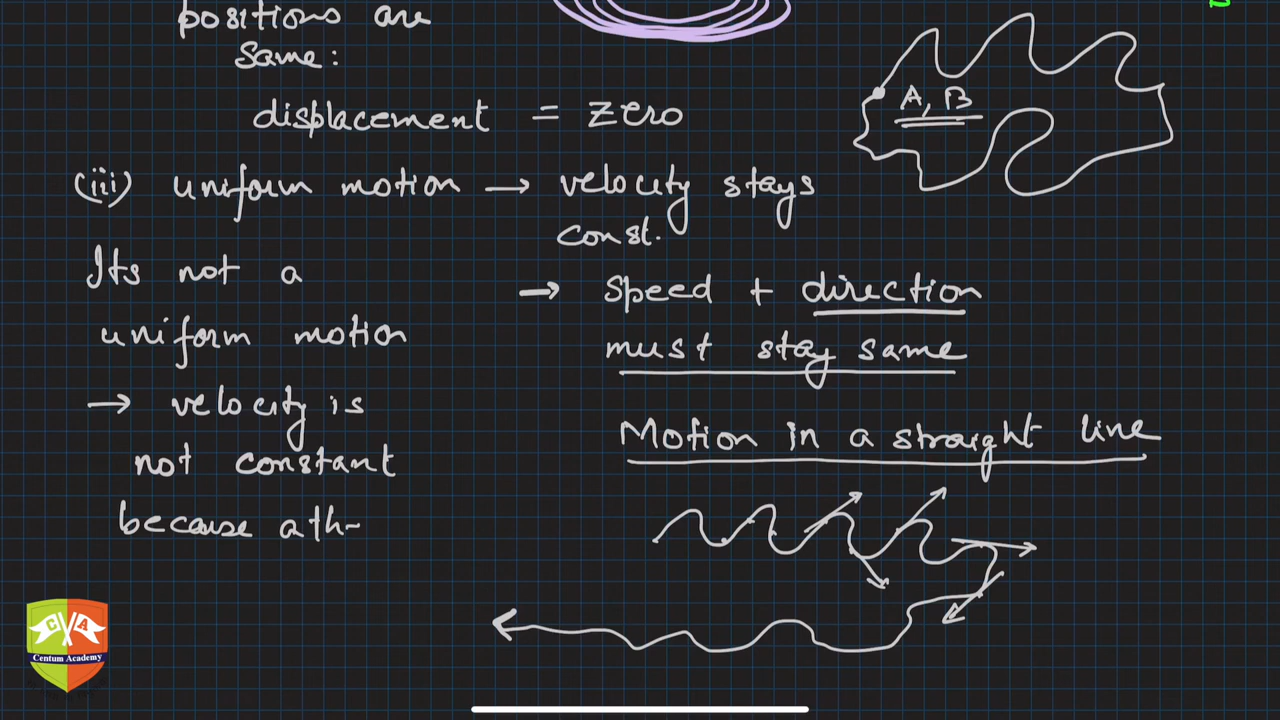 positions are
same:
displacement = zero
A, B
(iii) uniform motion → velocity stays
const.
Its not a
uniform motion
→ velocity is
not constant
because ath-
→ speed + direction
must stay same
Motion in a straight line
C A
Centum Academy